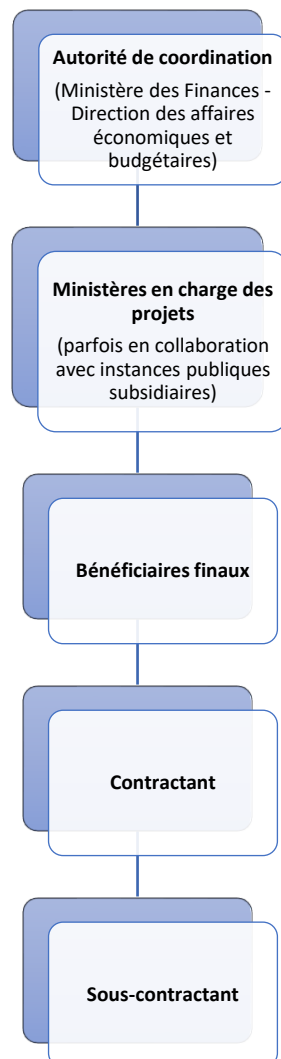 Autorité de coordination
(Ministère des Finances -
Direction des affaires
économiques et
budgétaires)
Ministères en charge des
projets
(parfois en collaboration
avec instances publiques
subsidiaires)
Bénéficiaires finaux
Contractant
Sous-contractant